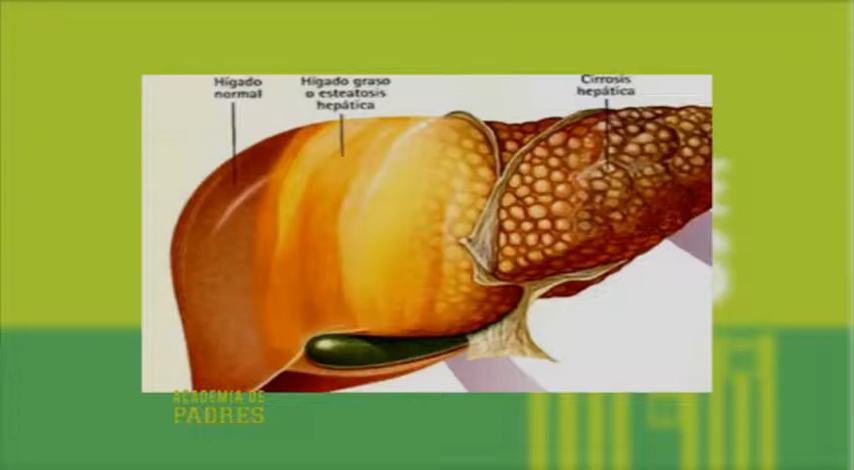 Hígado
normal
Hígado graso
o esteatosis
hepática
Cirrosis
hepática
ACADEMIA DE
PADRES